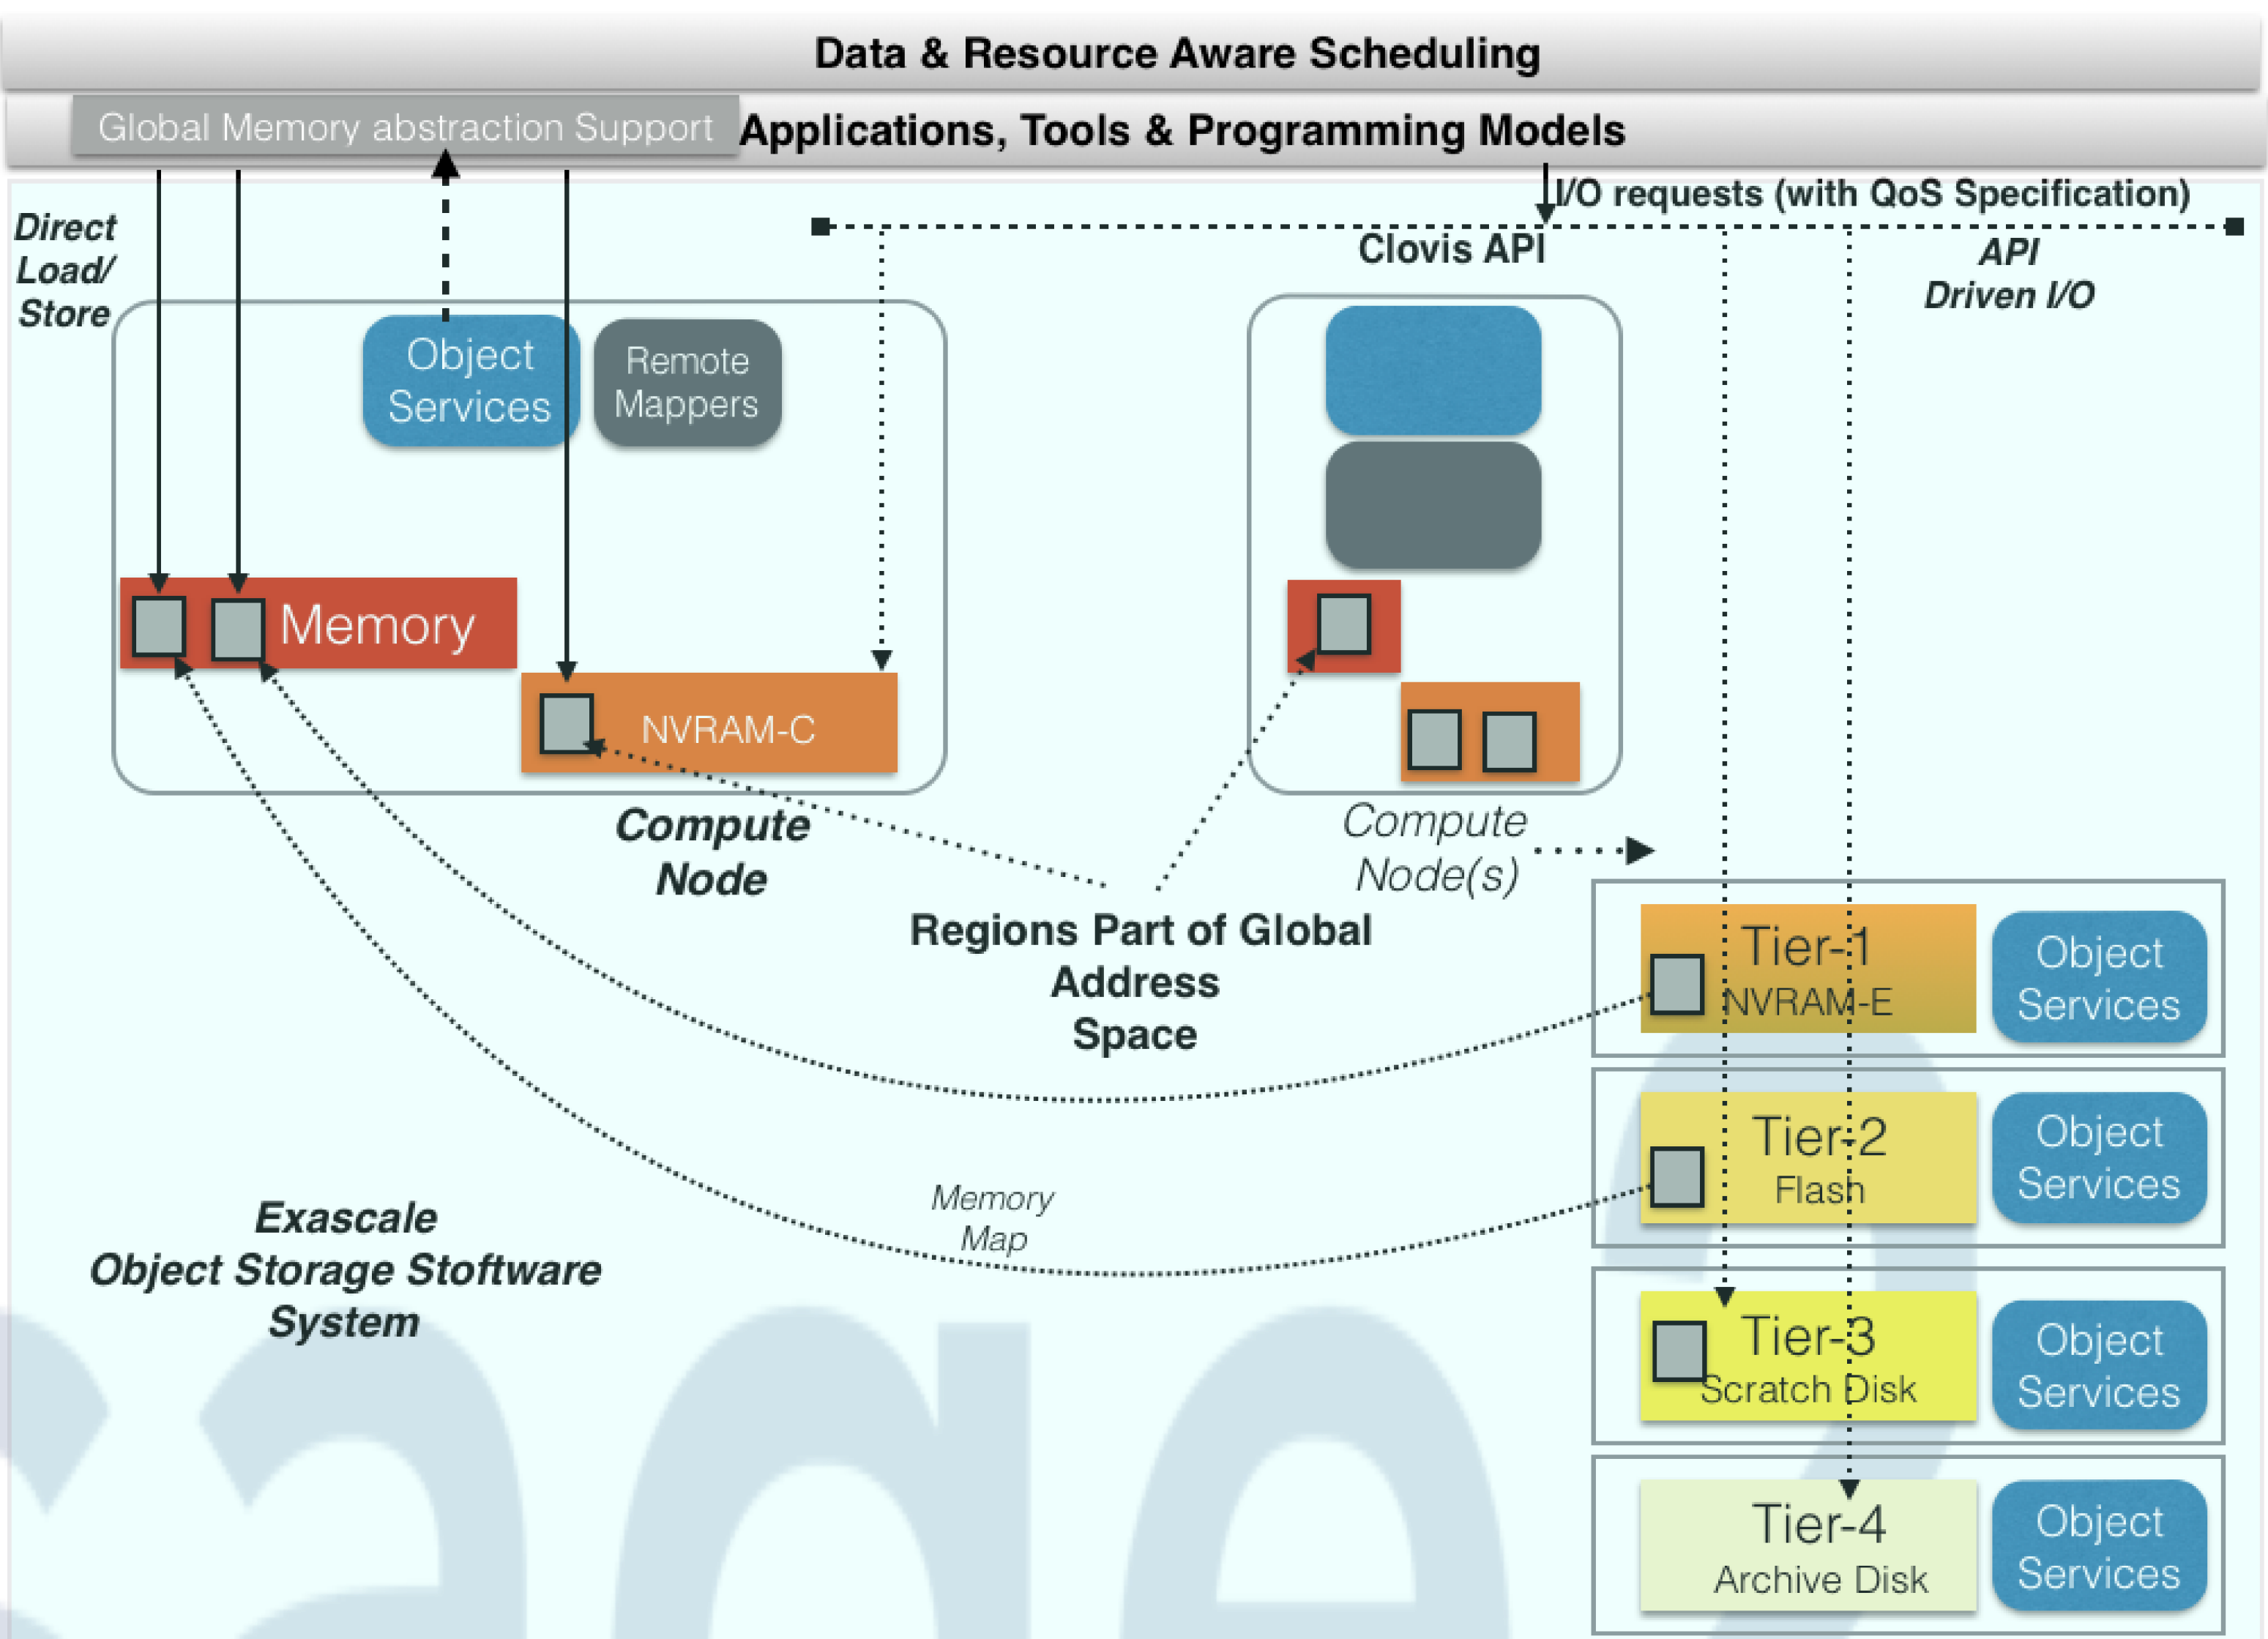 Data & Resource Aware Scheduling
Global Memory abstraction Support
Applications, Tools & Programming Models
I/O requests (with QoS Specification)
Direct
Load/
Store
Clovis API
API
Driven I/O
Object
Services
Remote
Mappers
Memory
NVRAM-C
Compute
Node
Compute
Node(s)
Regions Part of Global
Address
Space
Tier-1
NVRAM-E
Object
Services
Tier-2
Flash
Object
Services
Memory
Map
Exascale
Object Storage Stoftware
System
Tier-3
Scratch Disk
Object
Services
Tier-4
Archive Disk
Object
Services
sage2